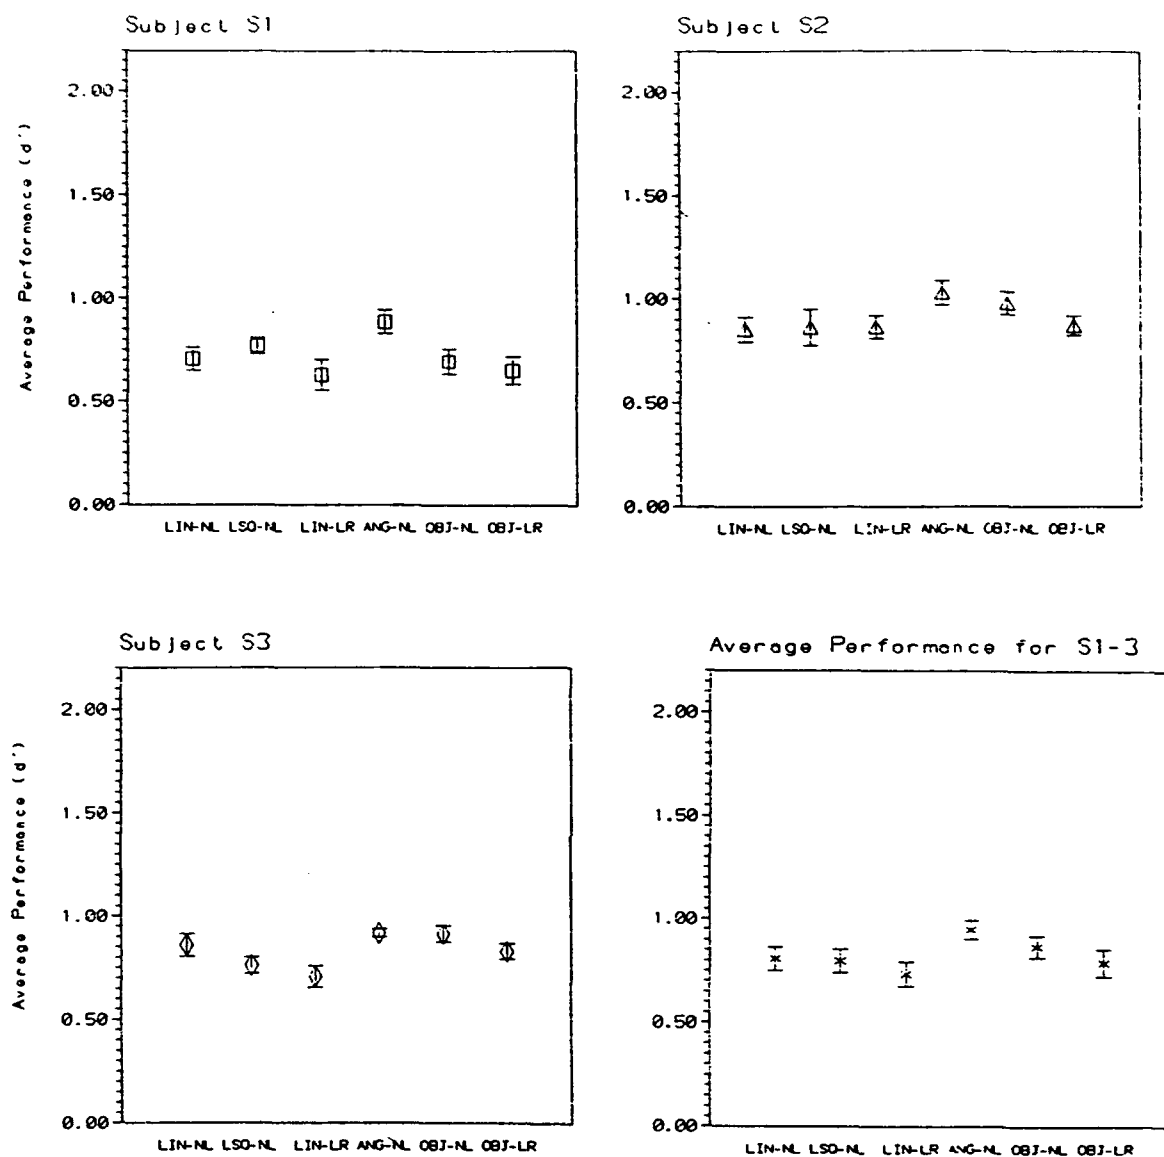 Subject S1
Average Performance (d')
2.00
1.50
1.00
0.50
0.00
LIN-NL LSQ-NL LIN-LR ANG-NL OBJ-NL OBJ-LR
Subject S2
2.00
1.50
1.00
0.50
0.00
LIN-NL LSQ-NL LIN-LR ANG-NL OBJ-NL OBJ-LR
Subject S3
Average Performance (d')
2.00
1.50
1.00
0.50
0.00
LIN-NL LSQ-NL LIN-LR ANG-NL OBJ-NL OBJ-LR
Average Performance for S1-3
2.00
1.50
1.00
0.50
0.00
LIN-NL LSQ-NL LIN-LR ANG-NL OBJ-NL OBJ-LR